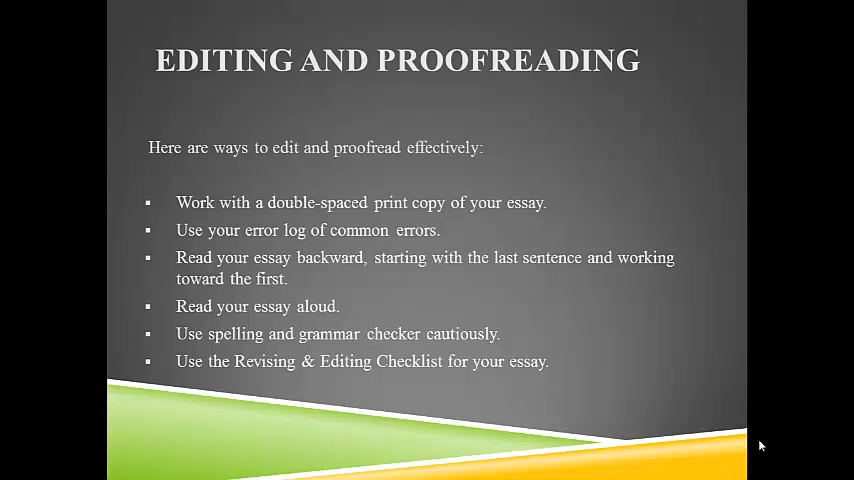 EDITING AND PROOFREADING
Here are ways to edit and proofread effectively:
▪ Work with a double-spaced print copy of your essay.
▪ Use your error log of common errors.
▪ Read your essay backward, starting with the last sentence and working
toward the first.
▪ Read your essay aloud.
▪ Use spelling and grammar checker cautiously.
▪ Use the Revising & Editing Checklist for your essay.